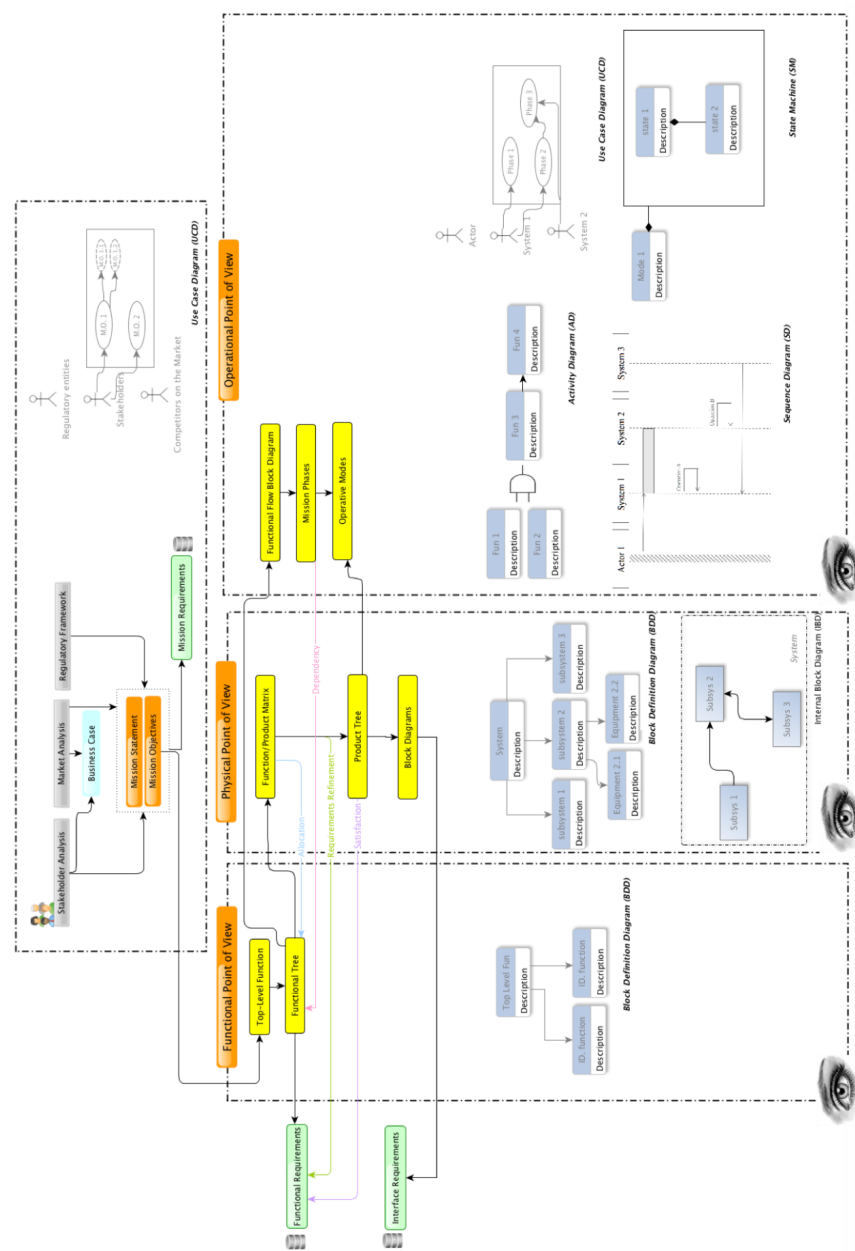 Stakeholder Analysis
Market Analysis
Regulatory Framework
Business Case
Mission Statement
Mission Objectives
Mission Requirements
Regulatory entities
Stakeholders
Competitors on the Market
M.O. 1
M.O. 2
M.O. 1.1
M.O. 1.2
Use Case Diagram (UCD)
Functional Point of View
Physical Point of View
Operational Point of View
Top-Level Function
Functional Tree
Functional Requirements
Interface Requirements
Function/Product Matrix
Product Tree
Block Diagrams
Allocation
Requirements Refinement
Satisfaction
Dependency
Functional Flow Block Diagram
Mission Phases
Operative Modes
Top Level Fun
Description
ID. function
Description
ID. function
Description
Block Definition Diagram (BDD)
System
Description
subsystem 1
Description
subsystem 2
Description
subsystem 3
Description
Equipment 2.1
Description
Equipment 2.2
Description
Block Definition Diagram (BDD)
Subsys 1
Subsys 2
Subsys 3
System
Internal Block Diagram (IBD)
Fun 1
Description
Fun 2
Description
Fun 3
Description
Fun 4
Description
Activity Diagram (AD)
Actor
System 1
System 2
Phase 1
Phase 2
Phase 3
Use Case Diagram (UCD)
Actor 1
System 1
System 2
System 3
Sequence Diagram (SD)
Mode 1
Description
state 1
Description
state 2
Description
State Machine (SM)